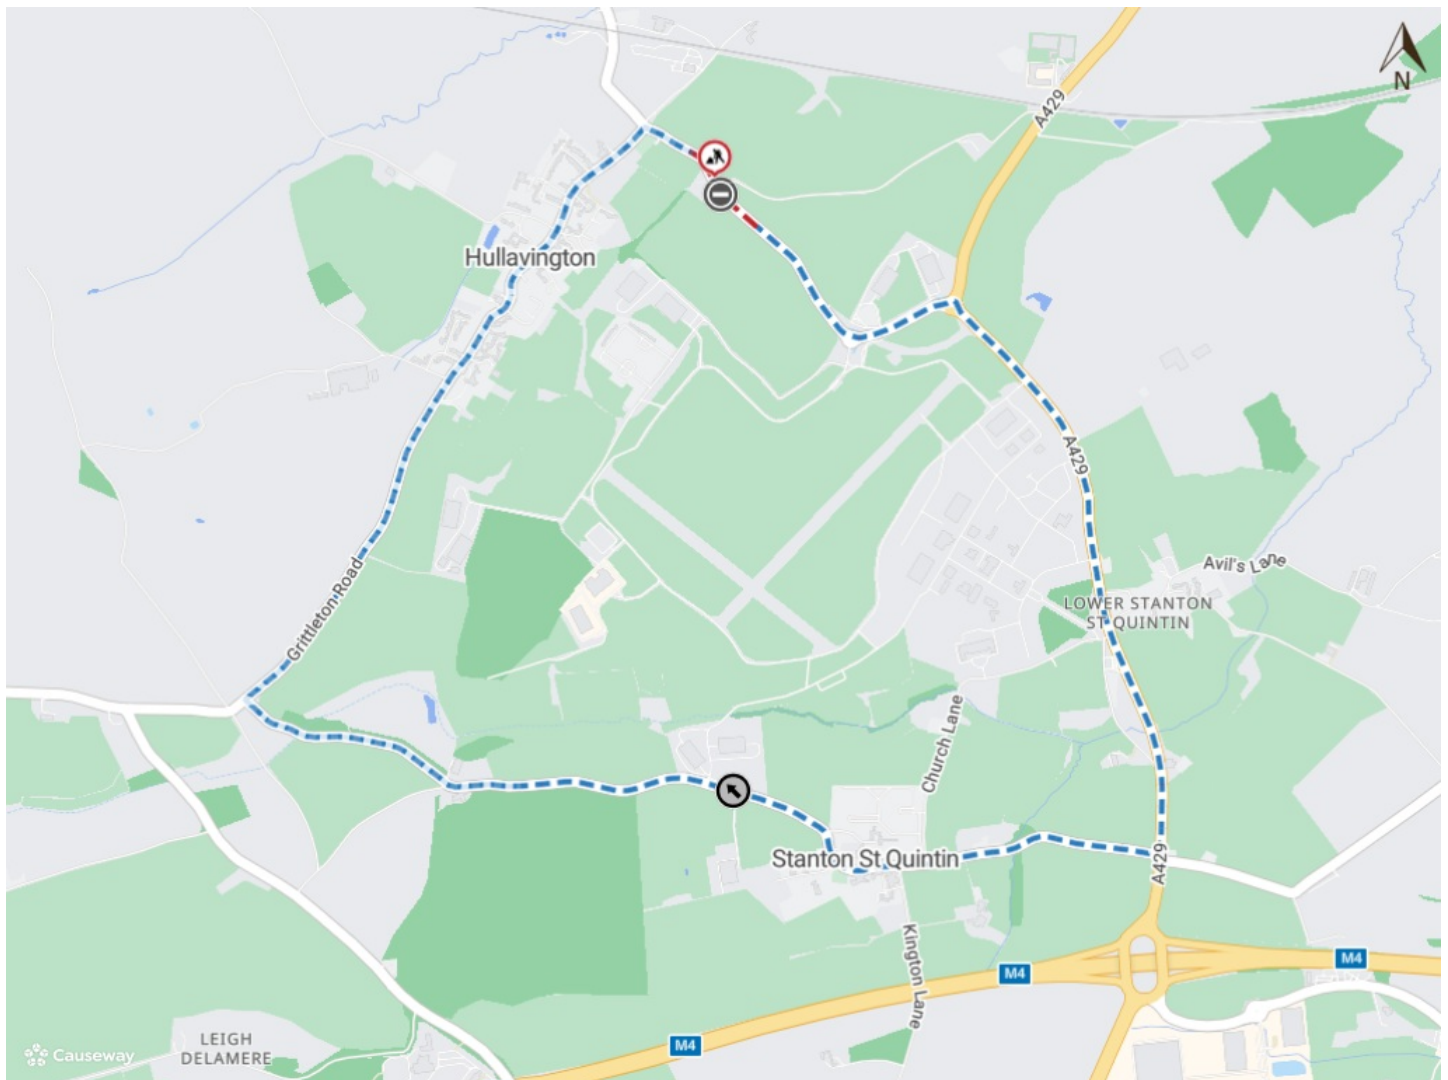 N
A429
Hullavington
A429
Avil's Lane
LOWER STANTON
ST QUINTIN
Grittleton Road
Church Lane
Stanton St Quintin
A429
Kington Lane
M4
M4
M4
LEIGH
DELAMERE
Causeway